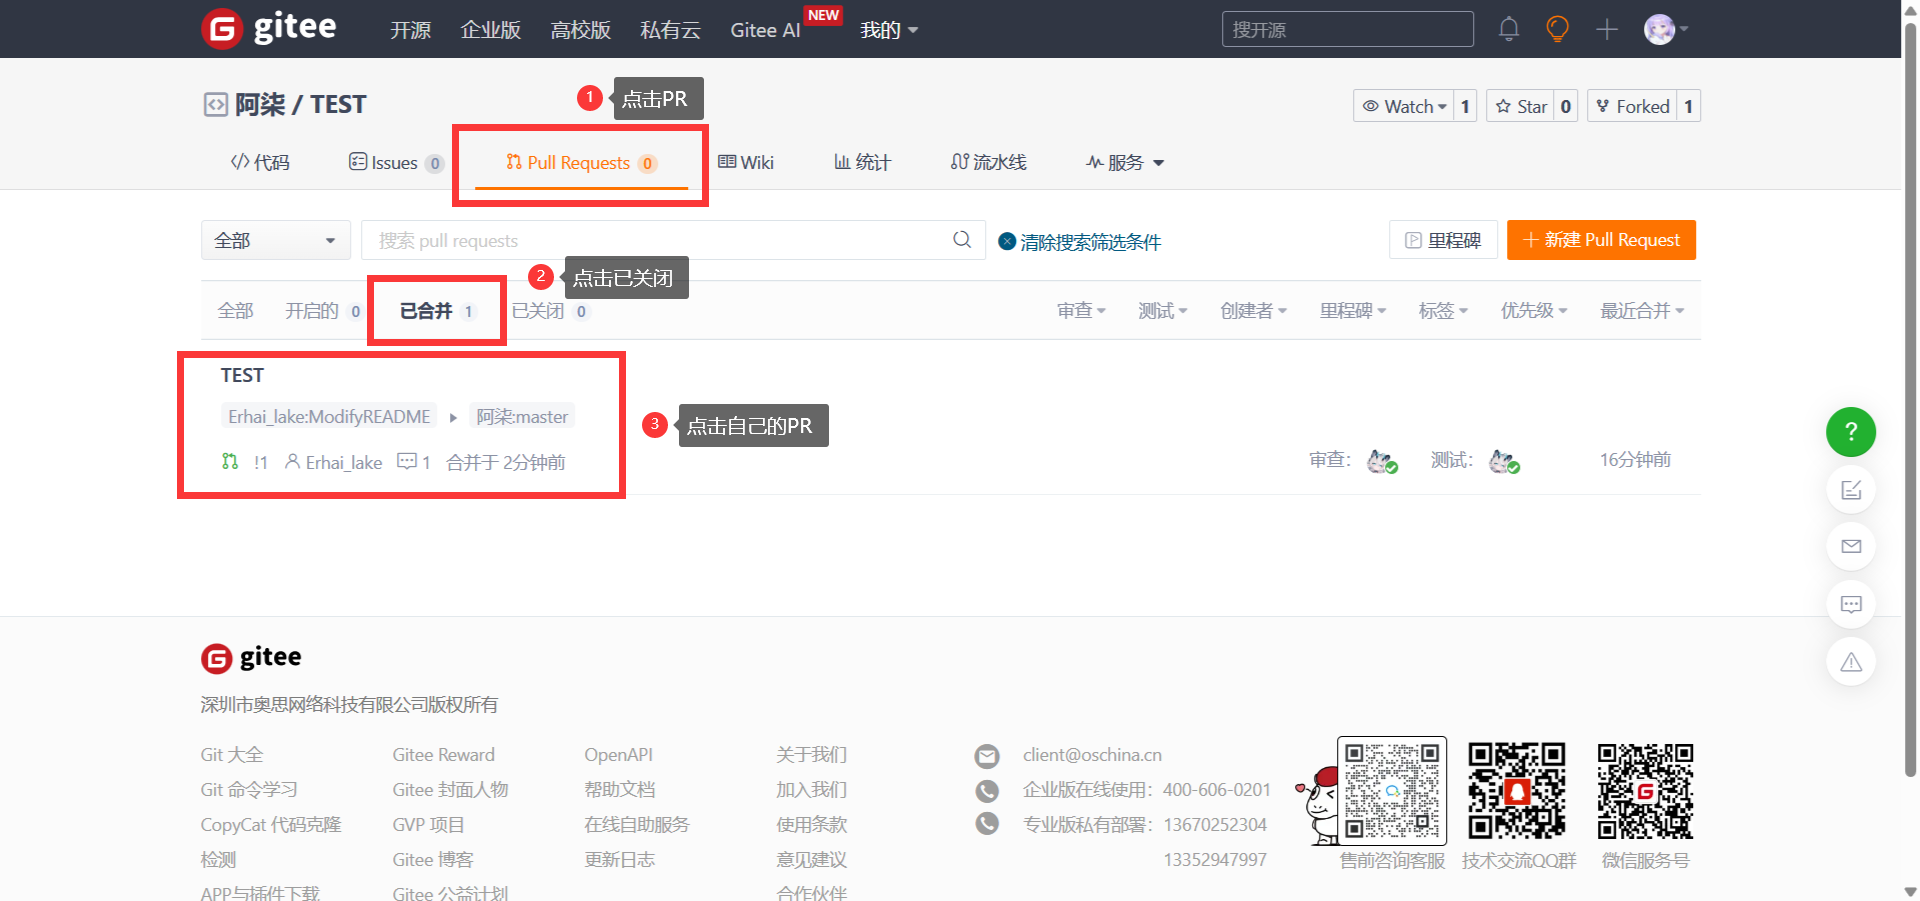 gitee 开源 企业版 高校版 私有云 Gitee AI NEW 我的 搜开源
阿柒 / TEST
1 点击PR
Watch 1 Star 0 Forked 1
代码 Issues 0 Pull Requests 0 Wiki 统计 流水线 服务
全部 搜索 pull requests 清除搜索筛选条件 里程碑 新建 Pull Request
2 点击已关闭
全部 开启的 0 已合并 1 已关闭 0 审查 测试 创建者 里程碑 标签 优先级 最近合并
TEST
Erhai_lake:ModifyREADME 阿柒:master
3 点击自己的PR
!1 Erhai_lake 1 合并于 2分钟前 审查: 测试: 16分钟前
?
gitee
深圳市奥思网络科技有限公司版权所有
Git 大全 Gitee Reward OpenAPI 关于我们 client@oschina.cn
Git 命令学习 Gitee 封面人物 帮助文档 加入我们 企业版在线使用：400-606-0201
CopyCat 代码克隆 GVP 项目 在线自助服务 使用条款 专业版私有部署：13670252304
检测 Gitee 博客 更新日志 意见建议 13352947997
售前咨询客服 技术交流QQ群 微信服务号
APP与插件下载 Gitee 公益计划 合作伙伴